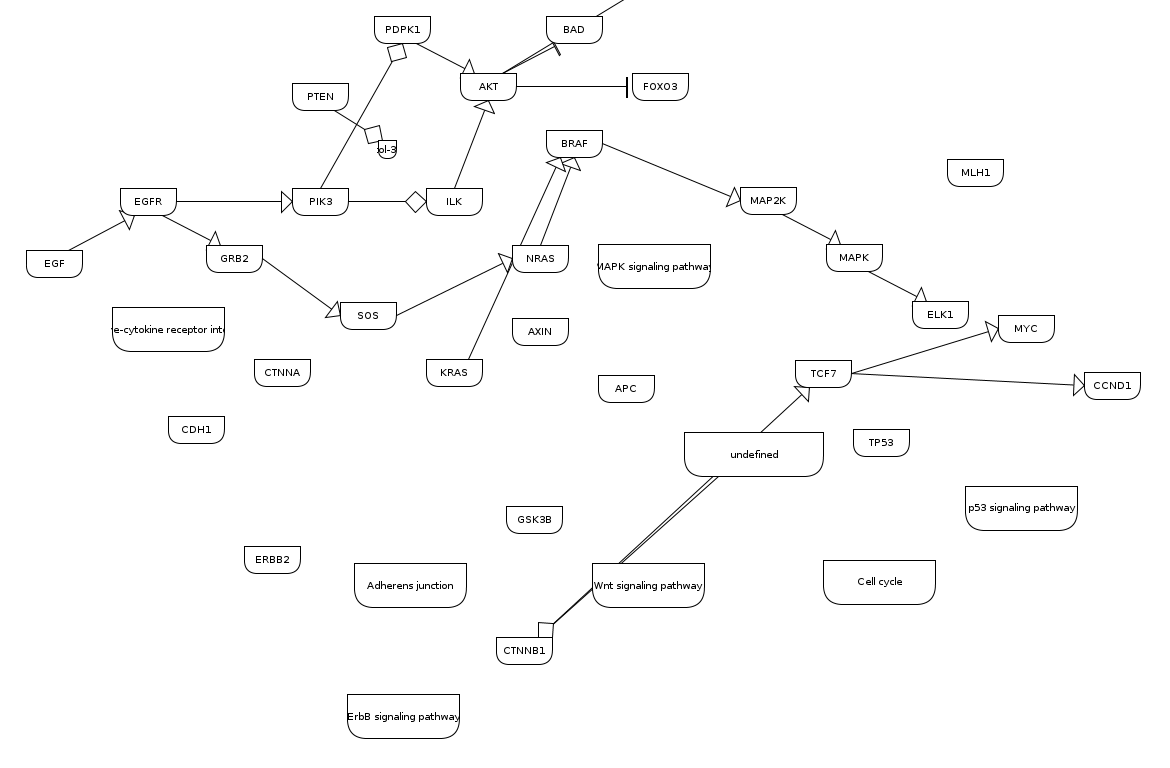 PDPK1
BAD
AKT
FOXO3
PTEN
ol-3
BRAF
MLH1
EGFR
PIK3
ILK
MAP2K
EGF
GRB2
NRAS
MAPK signaling pathway
MAPK
SOS
ELK1
MYC
e-cytokine receptor inte
AXIN
CTNNA
KRAS
APC
TCF7
CCND1
CDH1
TP53
undefined
GSK3B
p53 signaling pathway
ERBB2
Adherens junction
Wnt signaling pathway
Cell cycle
CTNNB1
ErbB signaling pathway